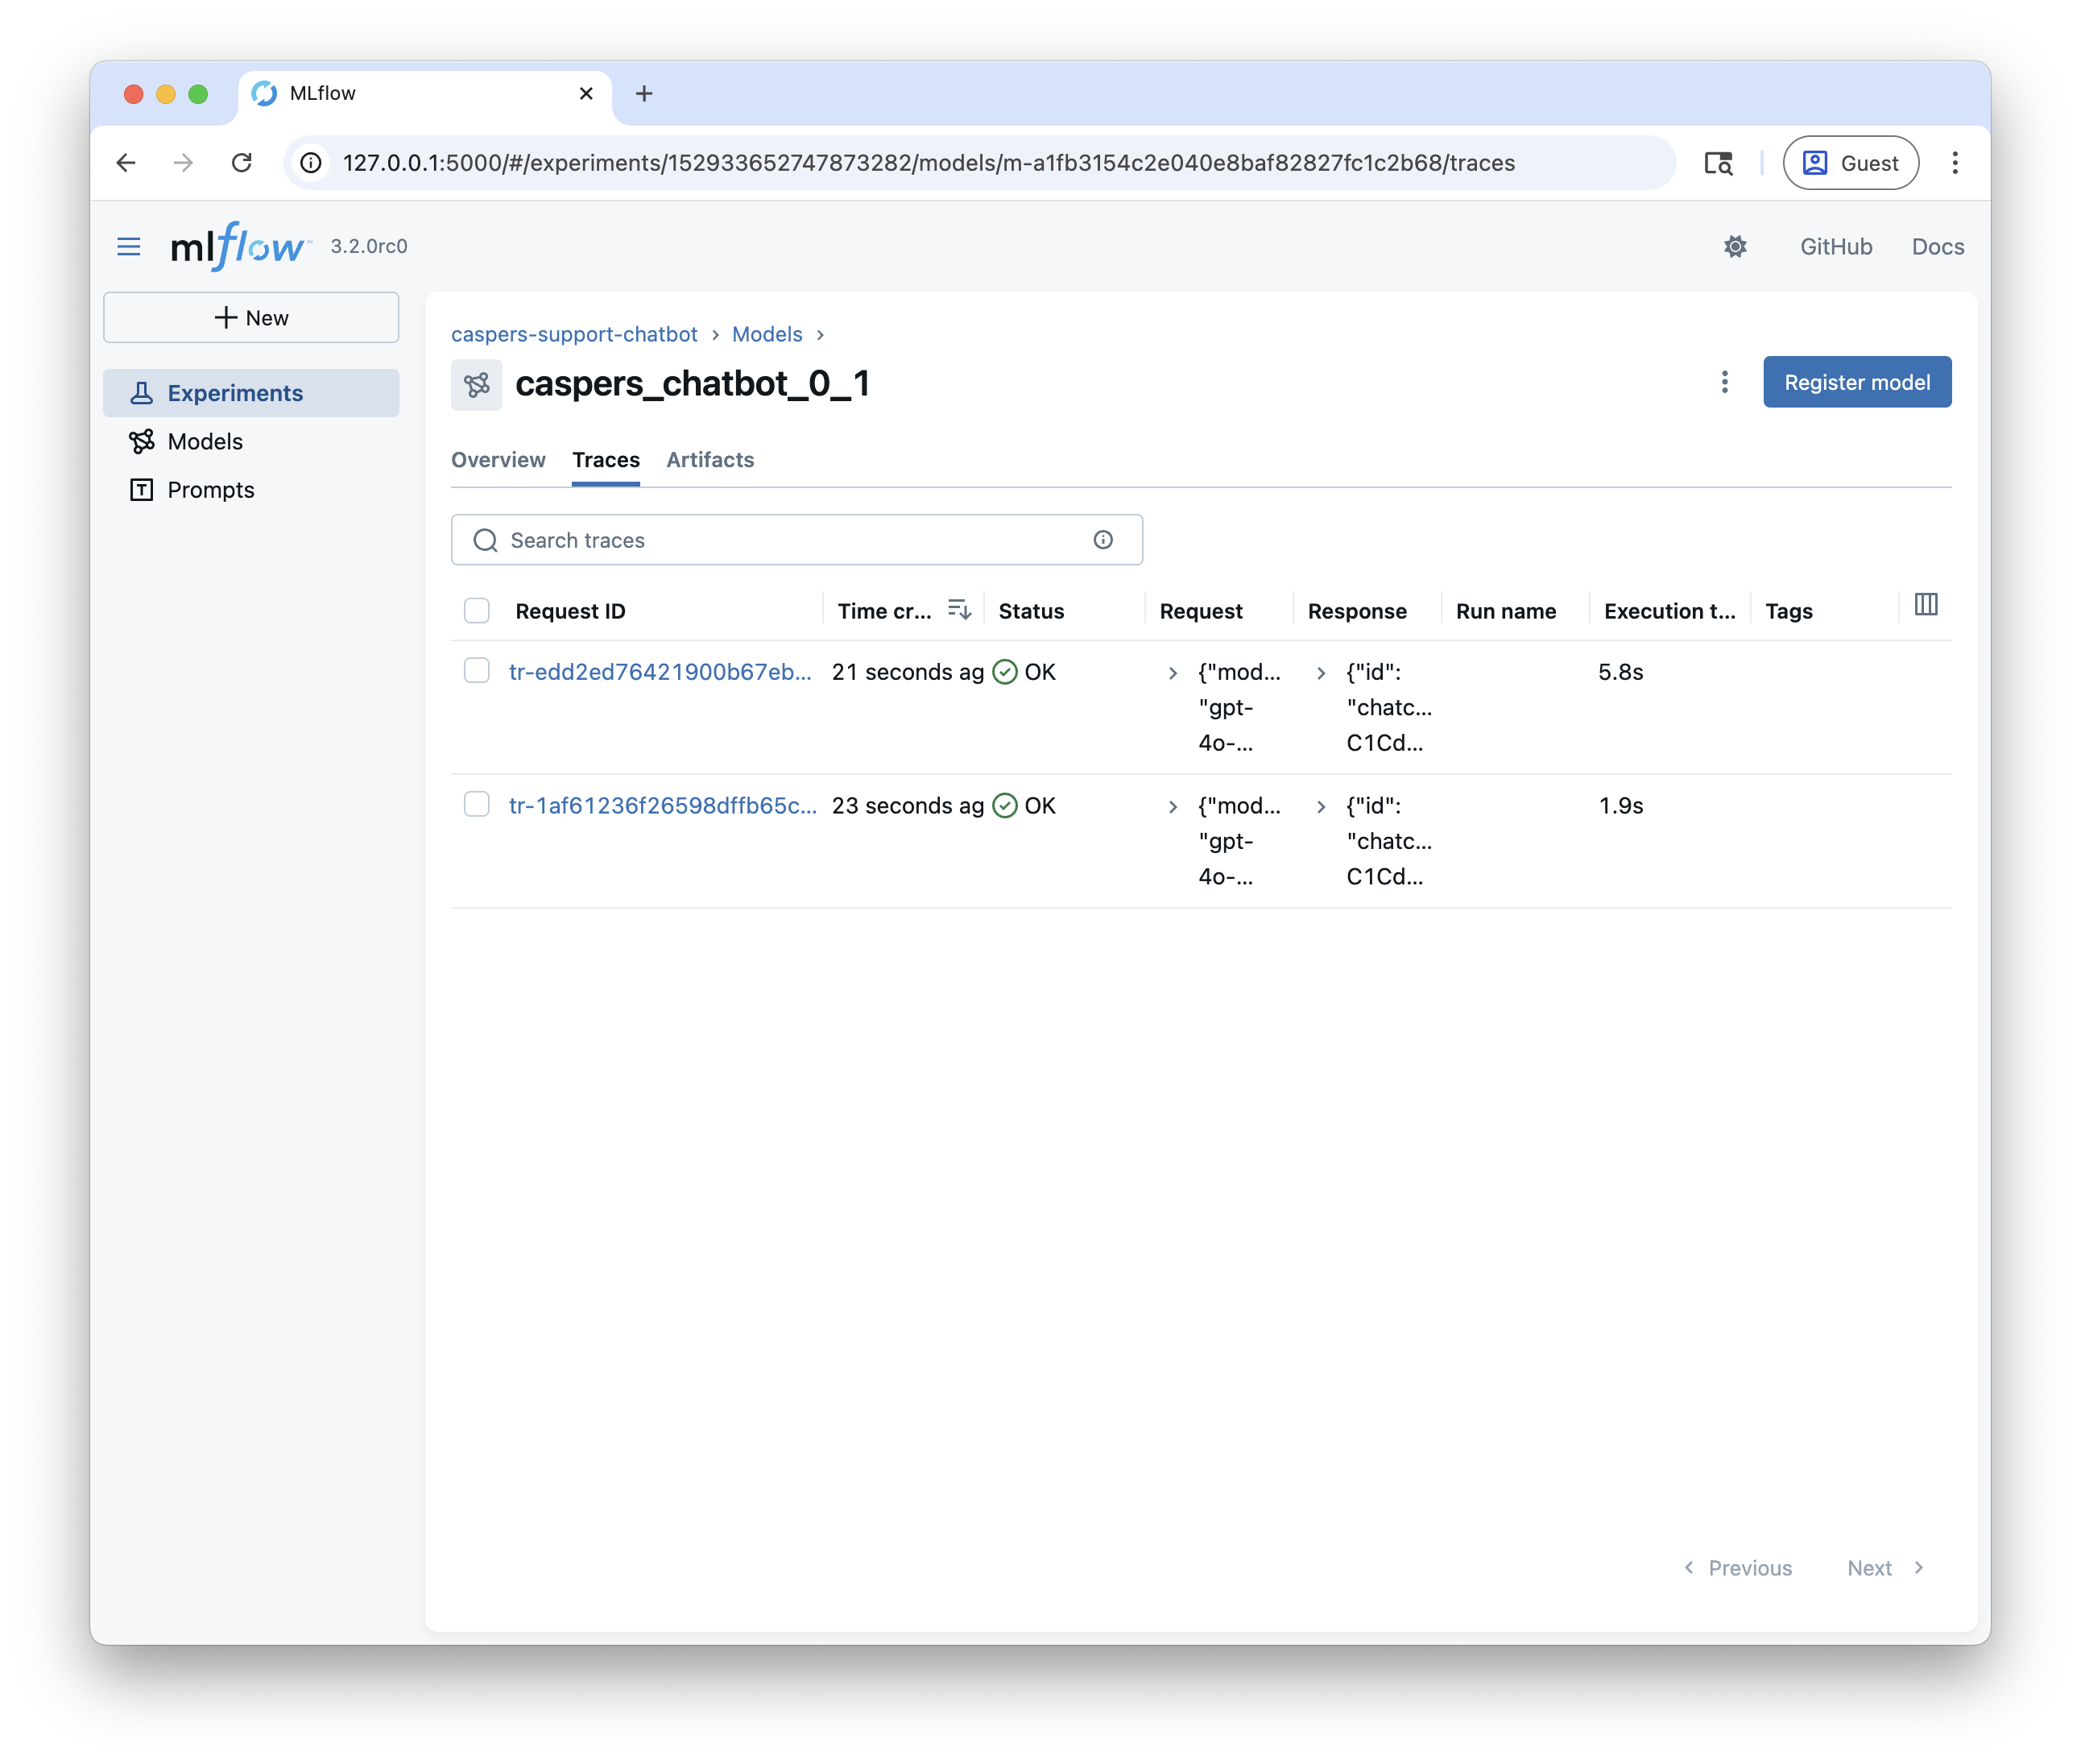 MLflow
127.0.0.1:5000/#/experiments/152933652747873282/models/m-a1fb3154c2e040e8baf82827fc1c2b68/traces
Guest
mlflow™ 3.2.0rc0
GitHub
Docs
New
Experiments
Models
Prompts
caspers-support-chatbot
Models
caspers_chatbot_0_1
Register model
Overview
Traces
Artifacts
Search traces
Request ID
Time cr...
Status
Request
Response
Run name
Execution t...
Tags
tr-edd2ed76421900b67eb...
21 seconds ag
OK
{"mod...
"gpt-
4o-...
{"id":
"chatc...
C1Cd...
5.8s
tr-1af61236f26598dffb65c...
23 seconds ag
OK
{"mod...
"gpt-
4o-...
{"id":
"chatc...
C1Cd...
1.9s
Previous
Next